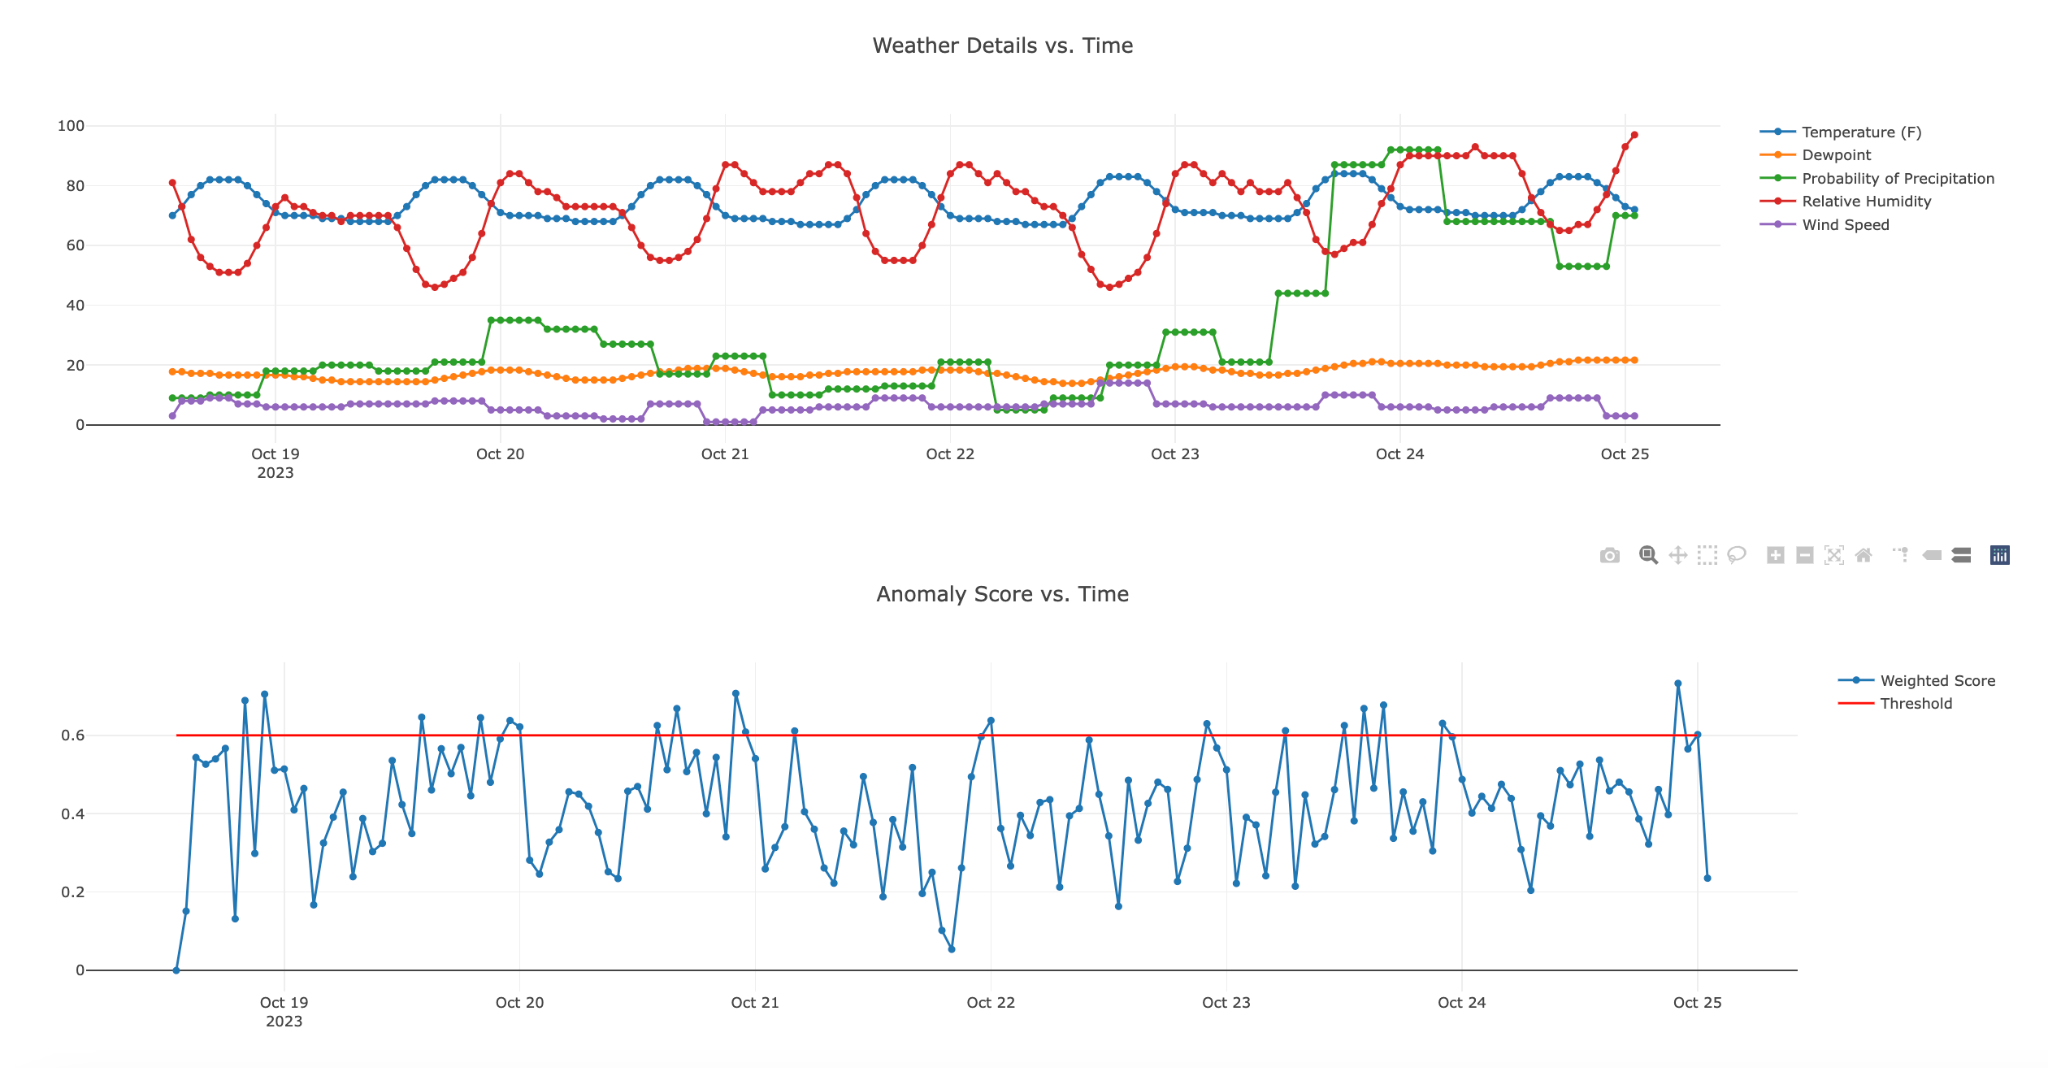 Weather Details vs. Time
100
80
60
40
20
0
Oct 19
2023
Oct 20
Oct 21
Oct 22
Oct 23
Oct 24
Oct 25
Temperature (F)
Dewpoint
Probability of Precipitation
Relative Humidity
Wind Speed
Anomaly Score vs. Time
0.6
0.4
0.2
0
Oct 19
2023
Oct 20
Oct 21
Oct 22
Oct 23
Oct 24
Oct 25
Weighted Score
Threshold